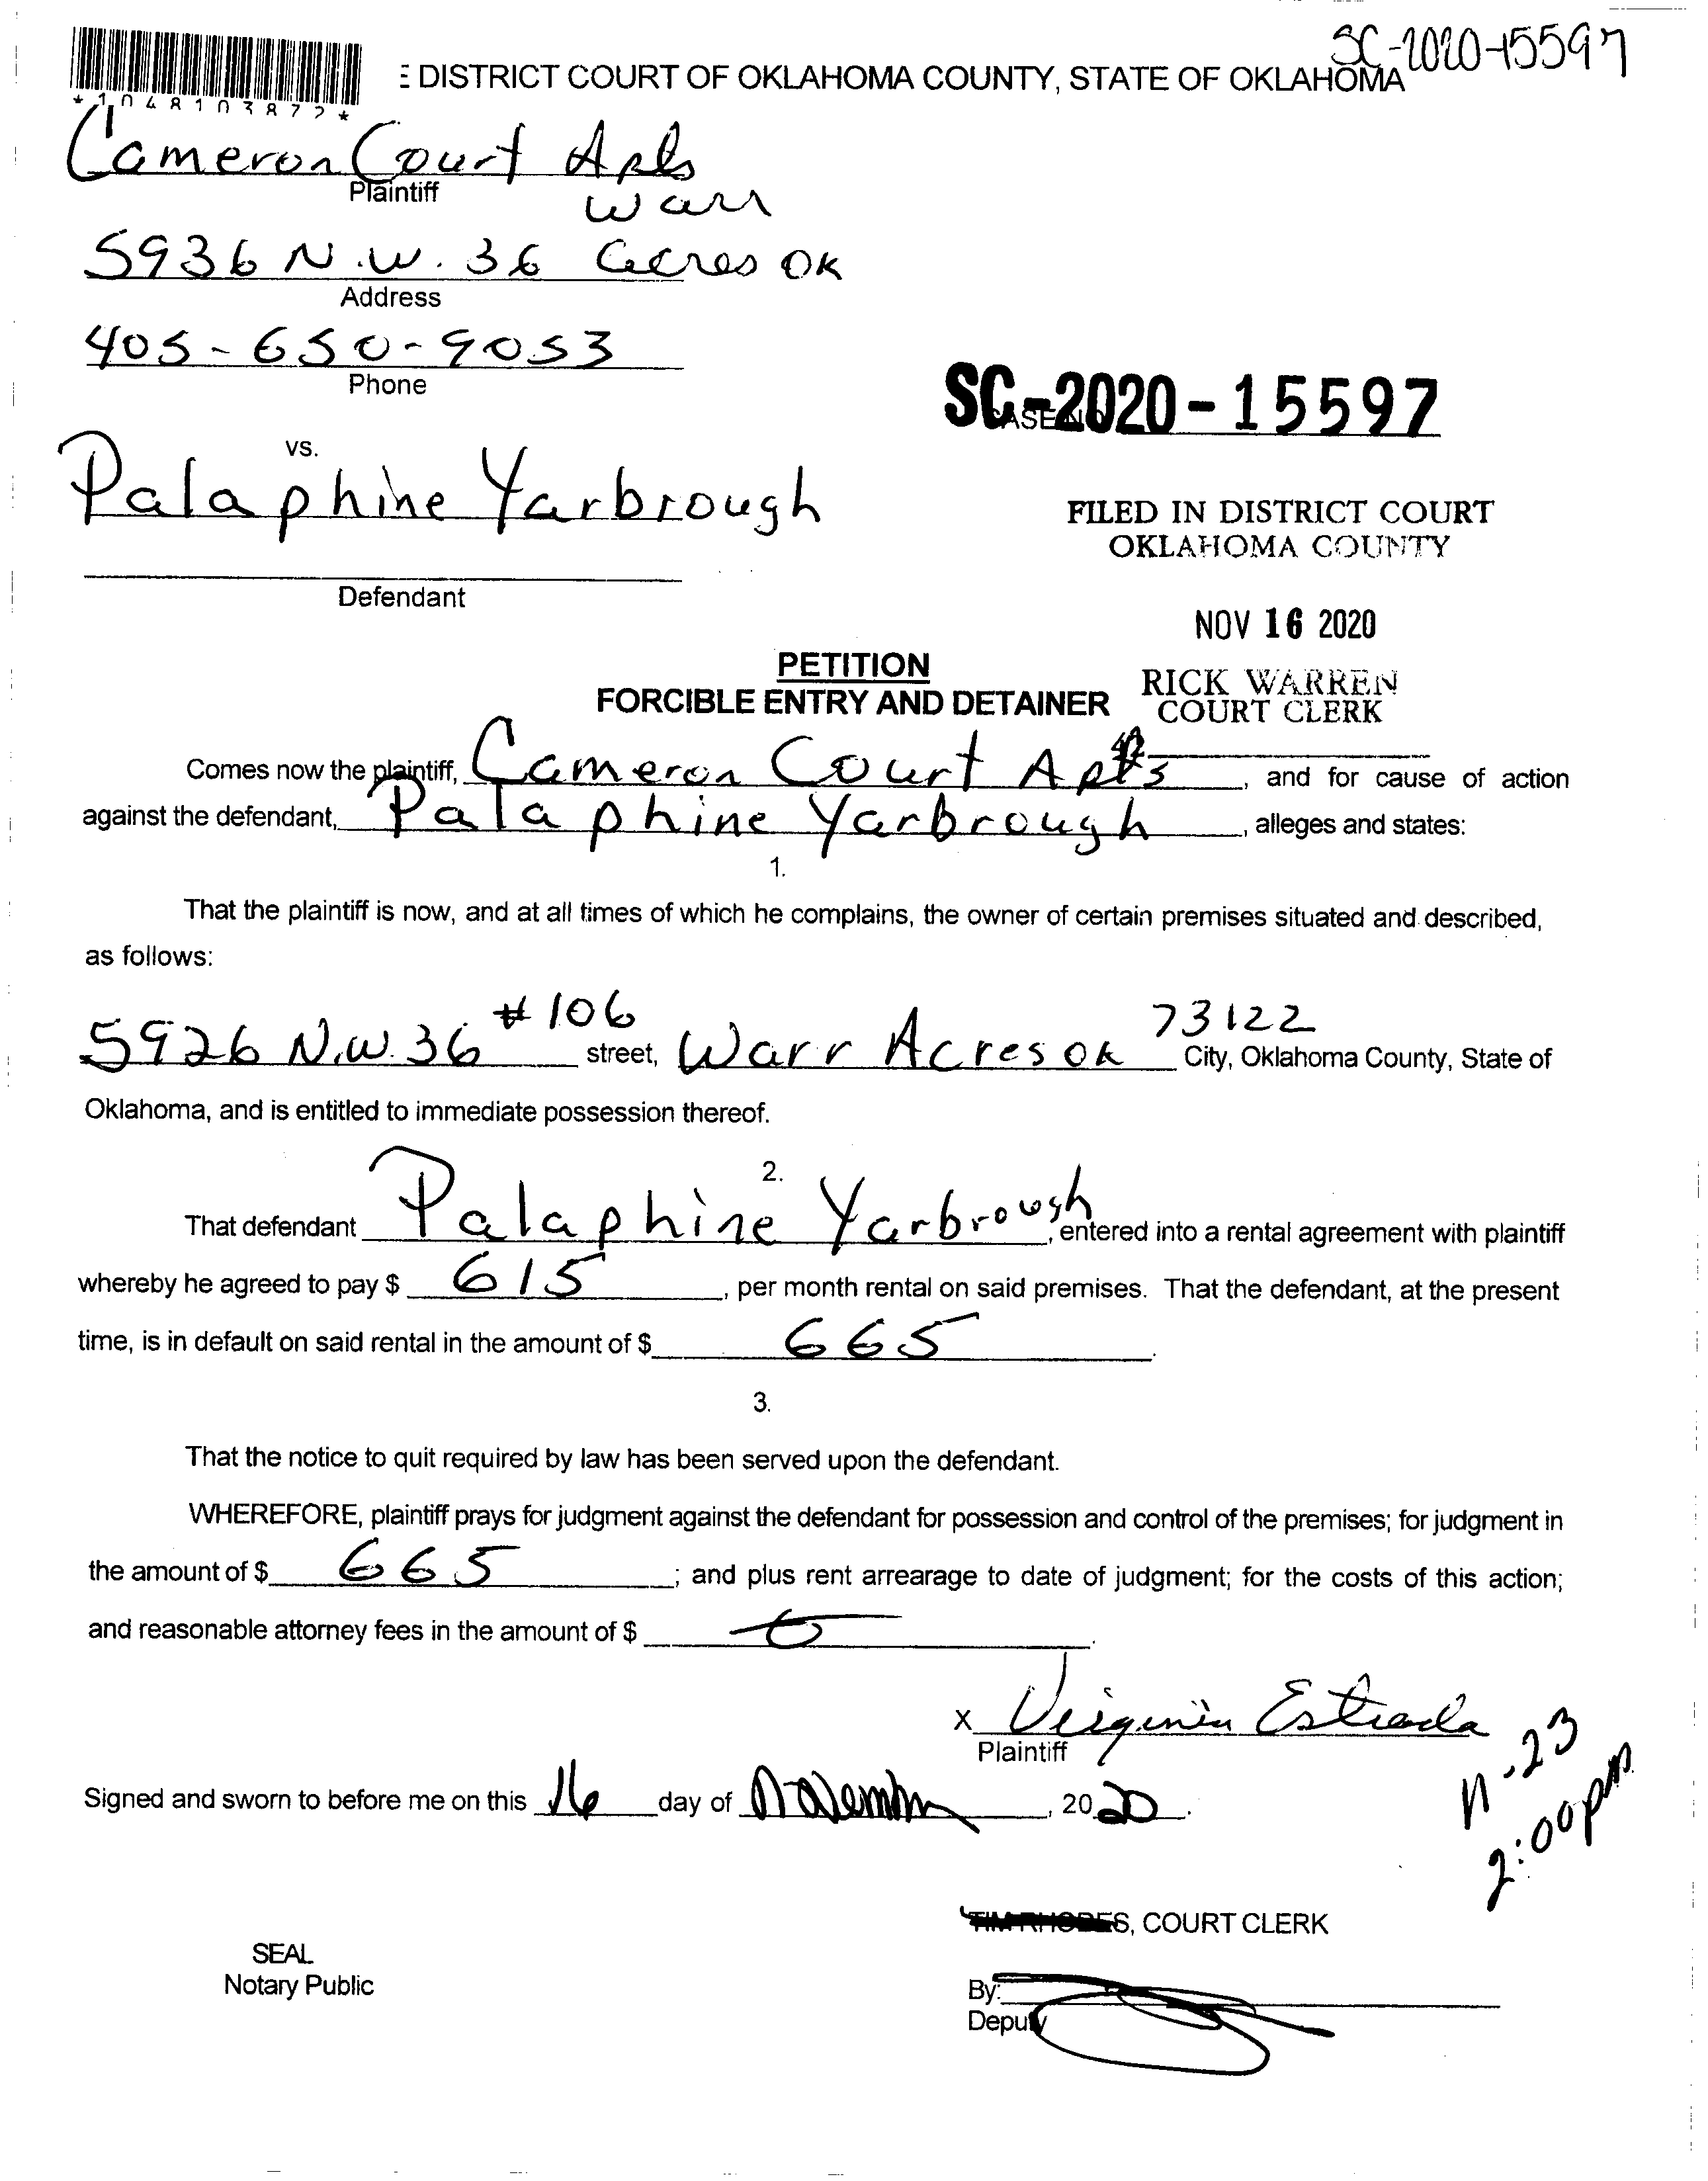 SC-2020-15597
E DISTRICT COURT OF OKLAHOMA COUNTY, STATE OF OKLAHOMA
*1048103872*
Cameron Court Apts
Plaintiff
Warr
5936 N.W. 36 Acres OK
Address
405-650-9053
Phone
SC-2020-15597
CASE NO.
vs.
Palaphine Yarbrough
FILED IN DISTRICT COURT
OKLAHOMA COUNTY
Defendant
NOV 16 2020
PETITION
FORCIBLE ENTRY AND DETAINER
RICK WARREN
COURT CLERK
42
Comes now the plaintiff, Cameron Court Apts, and for cause of action
against the defendant, Palaphine Yarbrough, alleges and states:
1.
That the plaintiff is now, and at all times of which he complains, the owner of certain premises situated and described,
as follows:
5926 N.W. 36 #106 street, Warr Acres OK 73122 City, Oklahoma County, State of
Oklahoma, and is entitled to immediate possession thereof.
2.
That defendant Palaphine Yarbrough, entered into a rental agreement with plaintiff
whereby he agreed to pay $ 615, per month rental on said premises. That the defendant, at the present
time, is in default on said rental in the amount of $ 665.
3.
That the notice to quit required by law has been served upon the defendant.
WHEREFORE, plaintiff prays for judgment against the defendant for possession and control of the premises; for judgment in
the amount of $ 665; and plus rent arrearage to date of judgment; for the costs of this action;
and reasonable attorney fees in the amount of $ 0.
X Virginia Estrada
Plaintiff
11-23
2:00pm
Signed and sworn to before me on this 16 day of November, 2020.
TIM RHODES, COURT CLERK
SEAL
Notary Public
By:
Deputy